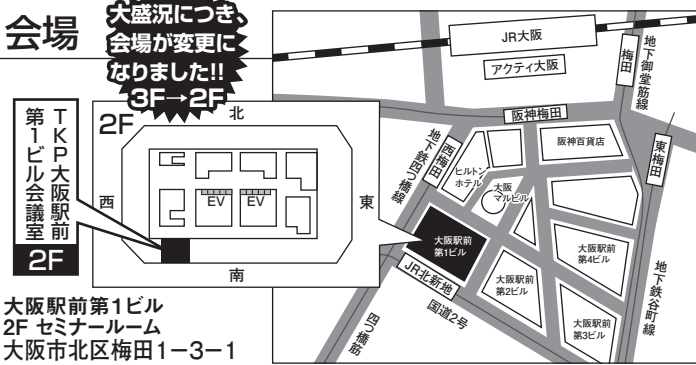 会場
大盛況につき、
会場が変更に
なりました!!
3F→2F
TKP大阪駅前
第1ビル会議室
2F
2F
北
西
東
南
EV
EV
大阪駅前第1ビル
2F セミナールーム
大阪市北区梅田1−3−1
JR大阪
アクティ大阪
梅田
地下御堂筋線
阪神梅田
阪神百貨店
東梅田
西梅田
地下鉄四つ橋線
ヒルトン
ホテル
大阪
マルビル
大阪駅前
第1ビル
大阪駅前
第2ビル
大阪駅前
第4ビル
大阪駅前
第3ビル
JR北新地
国道2号
四つ橋筋
地下鉄谷町線